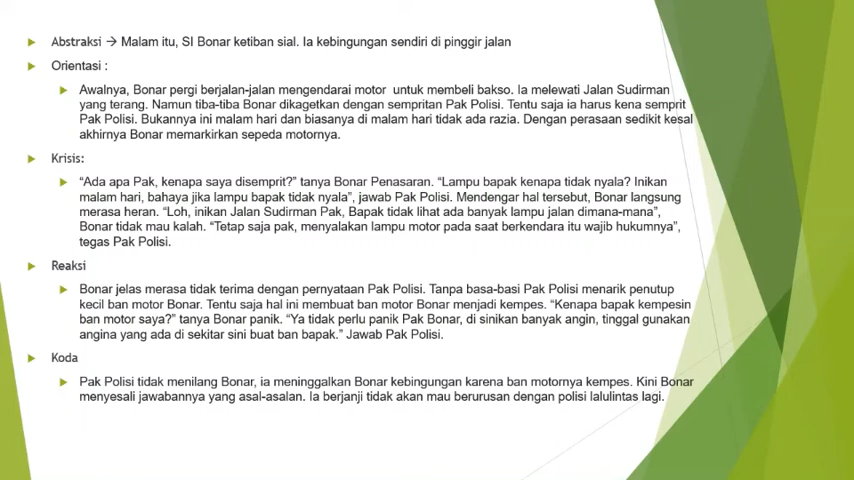 Abstraksi → Malam itu, SI Bonar ketiban sial. Ia kebingungan sendiri di pinggir jalan
Orientasi :
Awalnya, Bonar pergi berjalan-jalan mengendarai motor untuk membeli bakso. Ia melewati Jalan Sudirman
yang terang. Namun tiba-tiba Bonar dikagetkan dengan sempritan Pak Polisi. Tentu saja ia harus kena semprit
Pak Polisi. Bukannya ini malam hari dan biasanya di malam hari tidak ada razia. Dengan perasaan sedikit kesal
akhirnya Bonar memarkirkan sepeda motornya.
Krisis:
“Ada apa Pak, kenapa saya disemprit?” tanya Bonar Penasaran. “Lampu bapak kenapa tidak nyala? Inikan
malam hari, bahaya jika lampu bapak tidak nyala”, jawab Pak Polisi. Mendengar hal tersebut, Bonar langsung
merasa heran. “Loh, inikan Jalan Sudirman Pak, Bapak tidak lihat ada banyak lampu jalan dimana-mana”,
Bonar tidak mau kalah. “Tetap saja pak, menyalakan lampu motor pada saat berkendara itu wajib hukumnya”,
tegas Pak Polisi.
Reaksi
Bonar jelas merasa tidak terima dengan pernyataan Pak Polisi. Tanpa basa-basi Pak Polisi menarik penutup
kecil ban motor Bonar. Tentu saja hal ini membuat ban motor Bonar menjadi kempes. “Kenapa bapak kempesin
ban motor saya?” tanya Bonar panik. “Ya tidak perlu panik Pak Bonar, di sinikan banyak angin, tinggal gunakan
angina yang ada di sekitar sini buat ban bapak.” Jawab Pak Polisi.
Koda
Pak Polisi tidak menilang Bonar, ia meninggalkan Bonar kebingungan karena ban motornya kempes. Kini Bonar
menyesali jawabannya yang asal-asalan. Ia berjanji tidak akan mau berurusan dengan polisi lalulintas lagi.